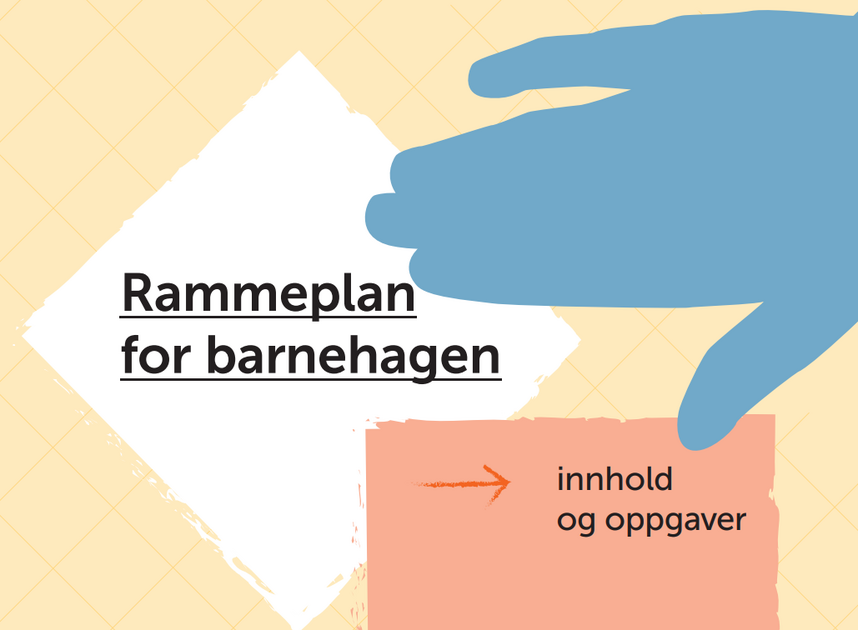 Rammeplan
for barnehagen
innhold
og oppgaver